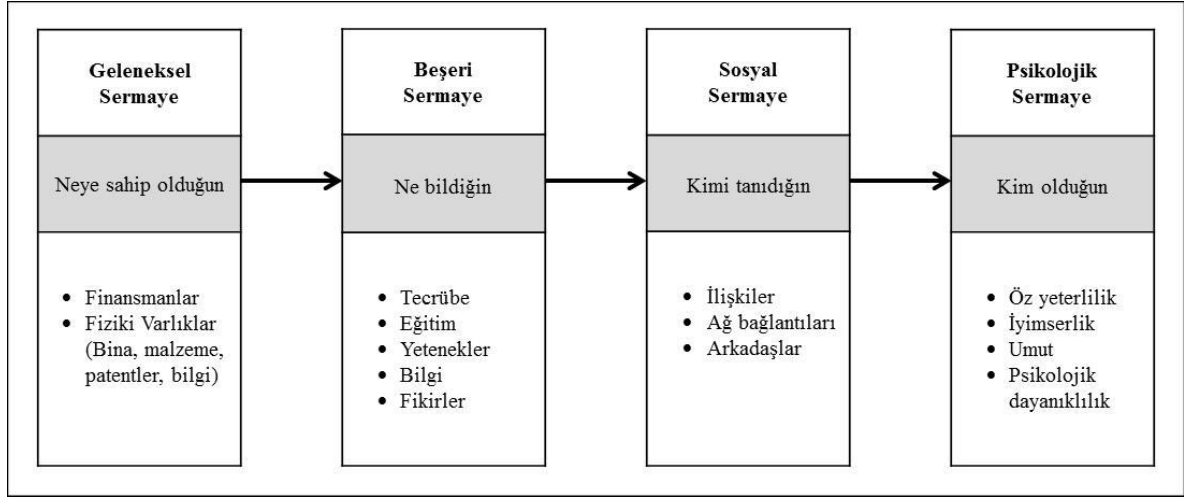 Geleneksel
Sermaye
Neye sahip olduğun
• Finansmanlar
• Fiziki Varlıklar
(Bina, malzeme,
patentler, bilgi)
Beşeri
Sermaye
Ne bildiğin
• Tecrübe
• Eğitim
• Yetenekler
• Bilgi
• Fikirler
Sosyal
Sermaye
Kimi tanıdığın
• İlişkiler
• Ağ bağlantıları
• Arkadaşlar
Psikolojik
Sermaye
Kim olduğun
• Öz yeterlilik
• İyimserlik
• Umut
• Psikolojik
dayanıklılık